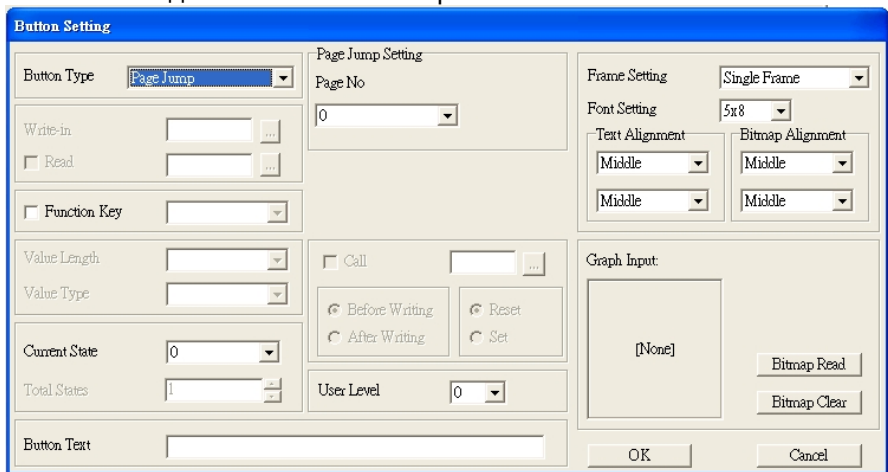 Button Setting
Button Type
Page Jump
Write-in
...
Read
...
Function Key
Value Length
Value Type
Current State
0
Total States
1
Button Text
Page Jump Setting
Page No
0
Call
...
Before Writing
After Writing
Reset
Set
User Level
0
Frame Setting
Single Frame
Font Setting
5x8
Text Alignment
Middle
Middle
Bitmap Alignment
Middle
Middle
Graph Input:
[None]
Bitmap Read
Bitmap Clear
OK
Cancel